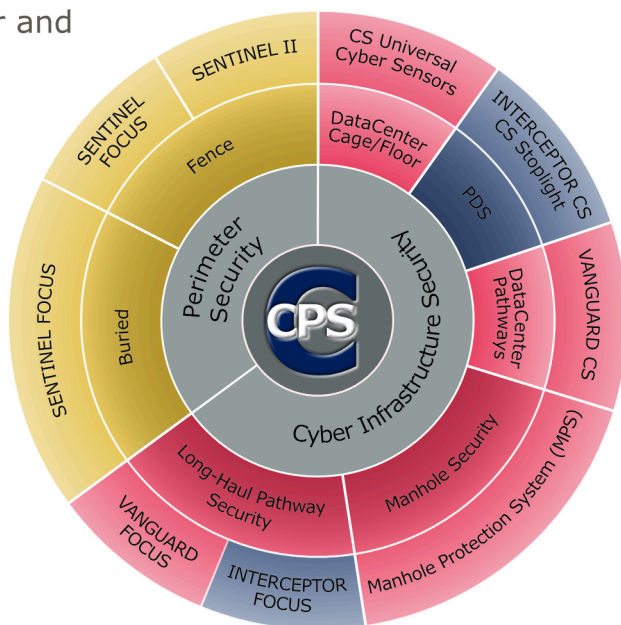 r and
SENTINEL II
CS Universal
Cyber Sensors
SENTINEL
FOCUS
Fence
DataCenter
Cage/Floor
INTERCEPTOR CS
CS Stoplight
PDS
Perimeter
Security
Cyber Infrastructure Security
CPS
SENTINEL FOCUS
Buried
DataCenter
Pathways
VANGUARD CS
Long-Haul Pathway
Security
Manhole Security
Manhole Protection System (MPS)
VANGUARD
FOCUS
INTERCEPTOR
FOCUS